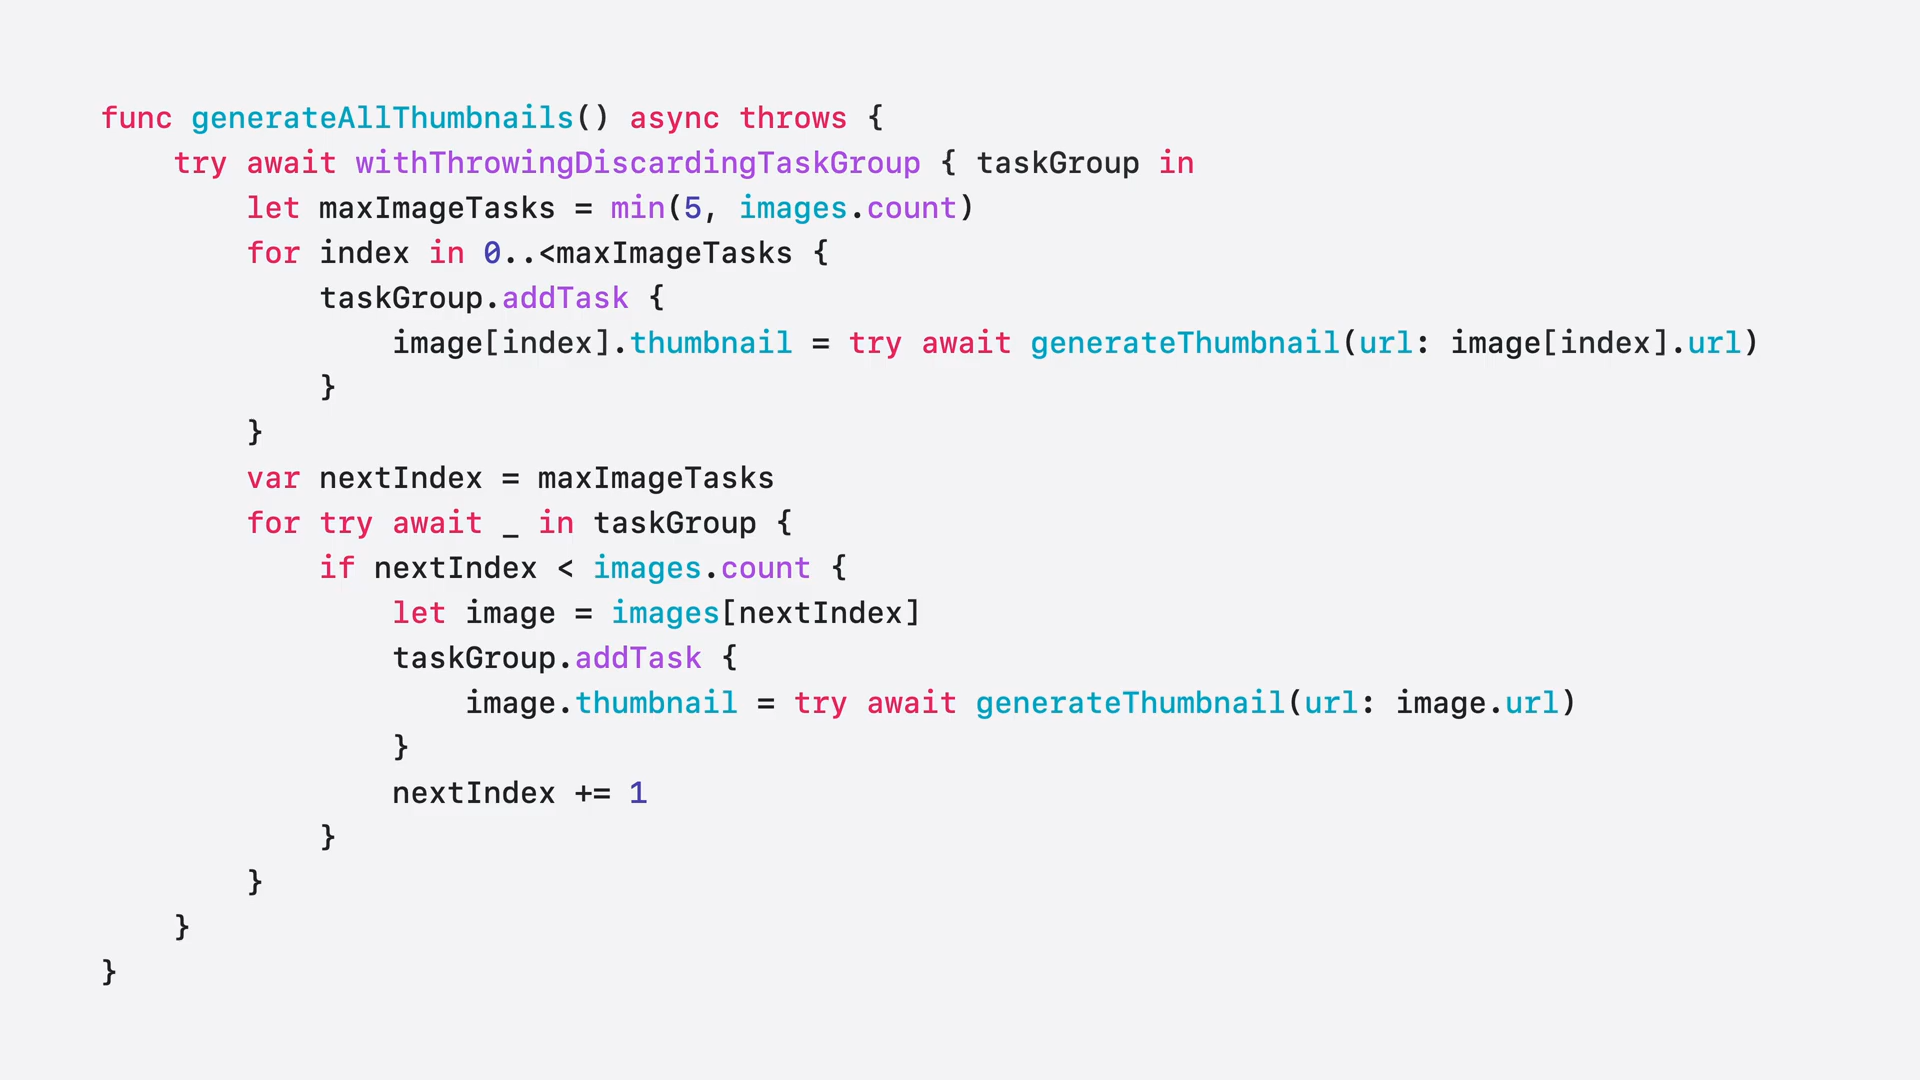 func generateAllThumbnails() async throws {
    try await withThrowingDiscardingTaskGroup { taskGroup in
        let maxImageTasks = min(5, images.count)
        for index in 0..<maxImageTasks {
            taskGroup.addTask {
                image[index].thumbnail = try await generateThumbnail(url: image[index].url)
            }
        }
        var nextIndex = maxImageTasks
        for try await _ in taskGroup {
            if nextIndex < images.count {
                let image = images[nextIndex]
                taskGroup.addTask {
                    image.thumbnail = try await generateThumbnail(url: image.url)
                }
                nextIndex += 1
            }
        }
    }
}